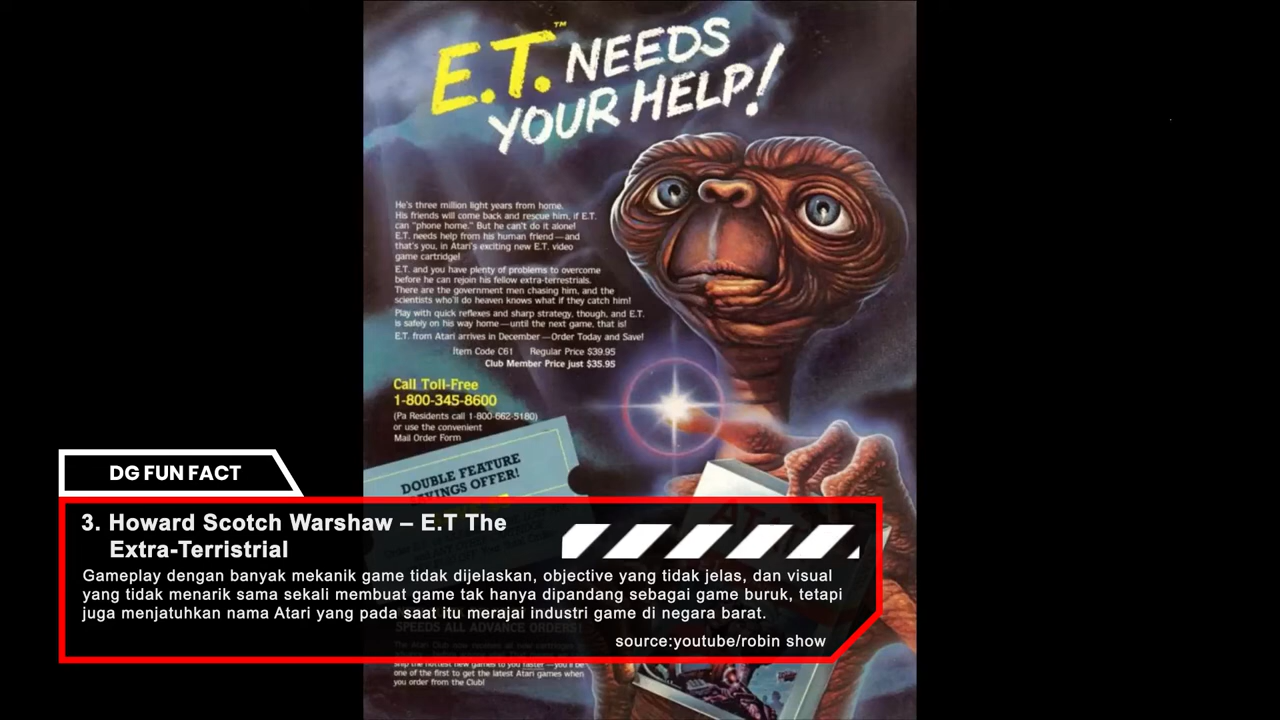 E.T.™ NEEDS
YOUR HELP!
He's three million light years from home.
His friends will come back and rescue him, if E.T.
can "phone home." But he can't do it alone!
E.T. needs help from his human friend—and
that's you, in Atari's exciting new E.T. video
game cartridge!
E.T. and you have plenty of problems to overcome
before he can rejoin his fellow extra-terrestrials.
There are the government men chasing him, and the
scientists who'll do heaven knows what if they catch him!
Play with quick reflexes and sharp strategy, though, and E.T.
is safely on his way home—until the next game, that is!
E.T. from Atari arrives in December—Order Today and Save!
Item Code C61 Regular Price $39.95
Club Member Price just $35.95
Call Toll-Free
1-800-345-8600
(Pa Residents call 1-800-662-5180)
or use the convenient
Mail Order Form
DOUBLE FEATURE
SAVINGS OFFER!
DG FUN FACT
3. Howard Scotch Warshaw – E.T The
Extra-Terristrial
Gameplay dengan banyak mekanik game tidak dijelaskan, objective yang tidak jelas, dan visual
yang tidak menarik sama sekali membuat game tak hanya dipandang sebagai game buruk, tetapi
juga menjatuhkan nama Atari yang pada saat itu merajai industri game di negara barat.
SPEEDS ALL ADVANCE ORDERS!
source:youtube/robin show
ship the hottest new games to you faster—you'll be
one of the first to get the latest Atari games when
you order from the Club!